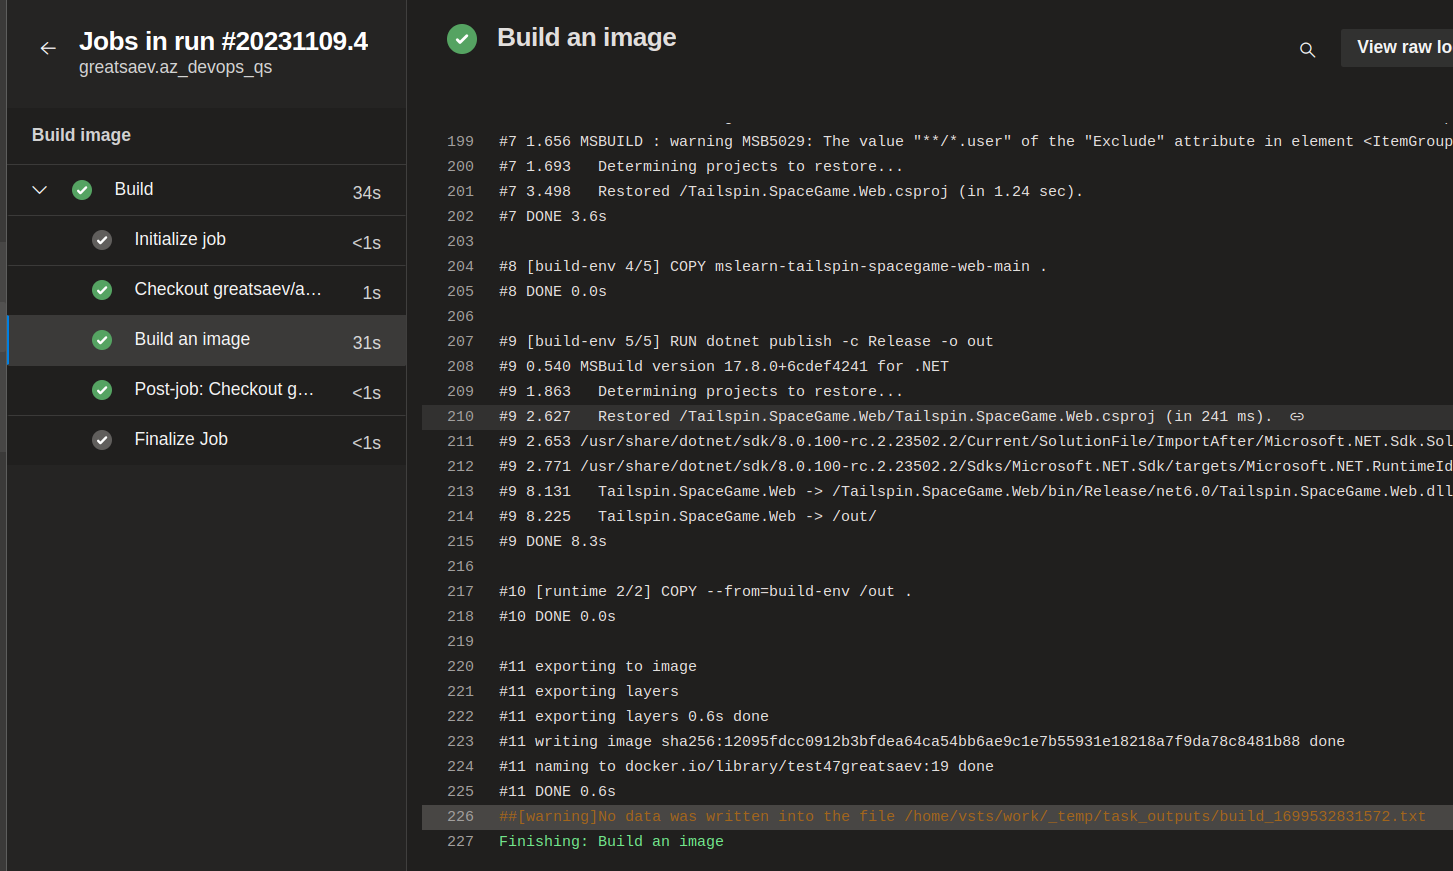 Jobs in run #20231109.4
greatsaev.az_devops_qs
Build image
Build 34s
Initialize job <1s
Checkout greatsaev/a… 1s
Build an image 31s
Post-job: Checkout g… <1s
Finalize Job <1s
Build an image
View raw lo
199 #7 1.656 MSBUILD : warning MSB5029: The value "**/*.user" of the "Exclude" attribute in element <ItemGroup
200 #7 1.693   Determining projects to restore...
201 #7 3.498   Restored /Tailspin.SpaceGame.Web.csproj (in 1.24 sec).
202 #7 DONE 3.6s
203
204 #8 [build-env 4/5] COPY mslearn-tailspin-spacegame-web-main .
205 #8 DONE 0.0s
206
207 #9 [build-env 5/5] RUN dotnet publish -c Release -o out
208 #9 0.540 MSBuild version 17.8.0+6cdef4241 for .NET
209 #9 1.863   Determining projects to restore...
210 #9 2.627   Restored /Tailspin.SpaceGame.Web/Tailspin.SpaceGame.Web.csproj (in 241 ms).
211 #9 2.653 /usr/share/dotnet/sdk/8.0.100-rc.2.23502.2/Current/SolutionFile/ImportAfter/Microsoft.NET.Sdk.Sol
212 #9 2.771 /usr/share/dotnet/sdk/8.0.100-rc.2.23502.2/Sdks/Microsoft.NET.Sdk/targets/Microsoft.NET.RuntimeId
213 #9 8.131   Tailspin.SpaceGame.Web -> /Tailspin.SpaceGame.Web/bin/Release/net6.0/Tailspin.SpaceGame.Web.dll
214 #9 8.225   Tailspin.SpaceGame.Web -> /out/
215 #9 DONE 8.3s
216
217 #10 [runtime 2/2] COPY --from=build-env /out .
218 #10 DONE 0.0s
219
220 #11 exporting to image
221 #11 exporting layers
222 #11 exporting layers 0.6s done
223 #11 writing image sha256:12095fdcc0912b3bfdea64ca54bb6ae9c1e7b55931e18218a7f9da78c8481b88 done
224 #11 naming to docker.io/library/test47greatsaev:19 done
225 #11 DONE 0.6s
226 ##[warning]No data was written into the file /home/vsts/work/_temp/task_outputs/build_1699532831572.txt
227 Finishing: Build an image